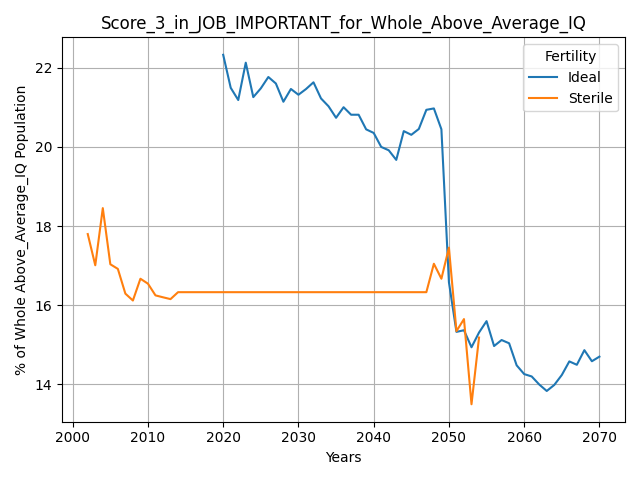 Score_3_in_JOB_IMPORTANT_for_Whole_Above_Average_IQ
% of Whole Above_Average_IQ Population
22
20
18
16
14
Fertility
Ideal
Sterile
2000 2010 2020 2030 2040 2050 2060 2070
Years